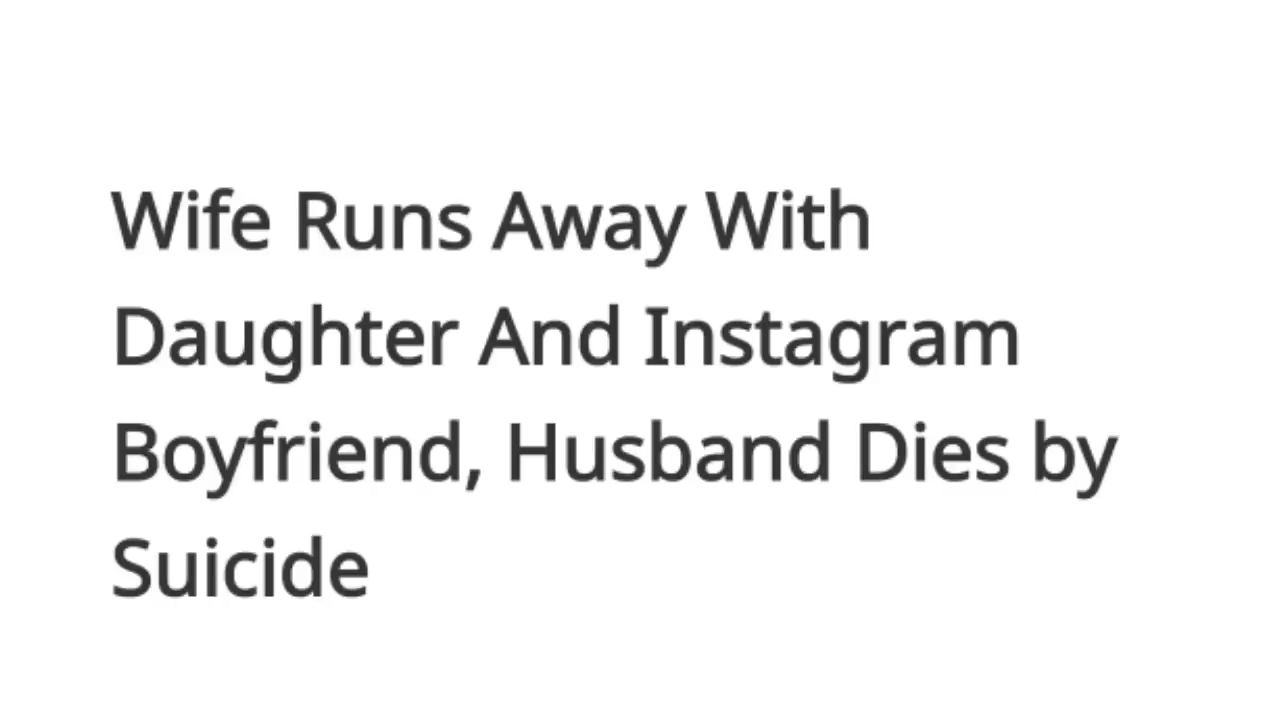 Wife Runs Away With
Daughter And Instagram
Boyfriend, Husband Dies by
Suicide